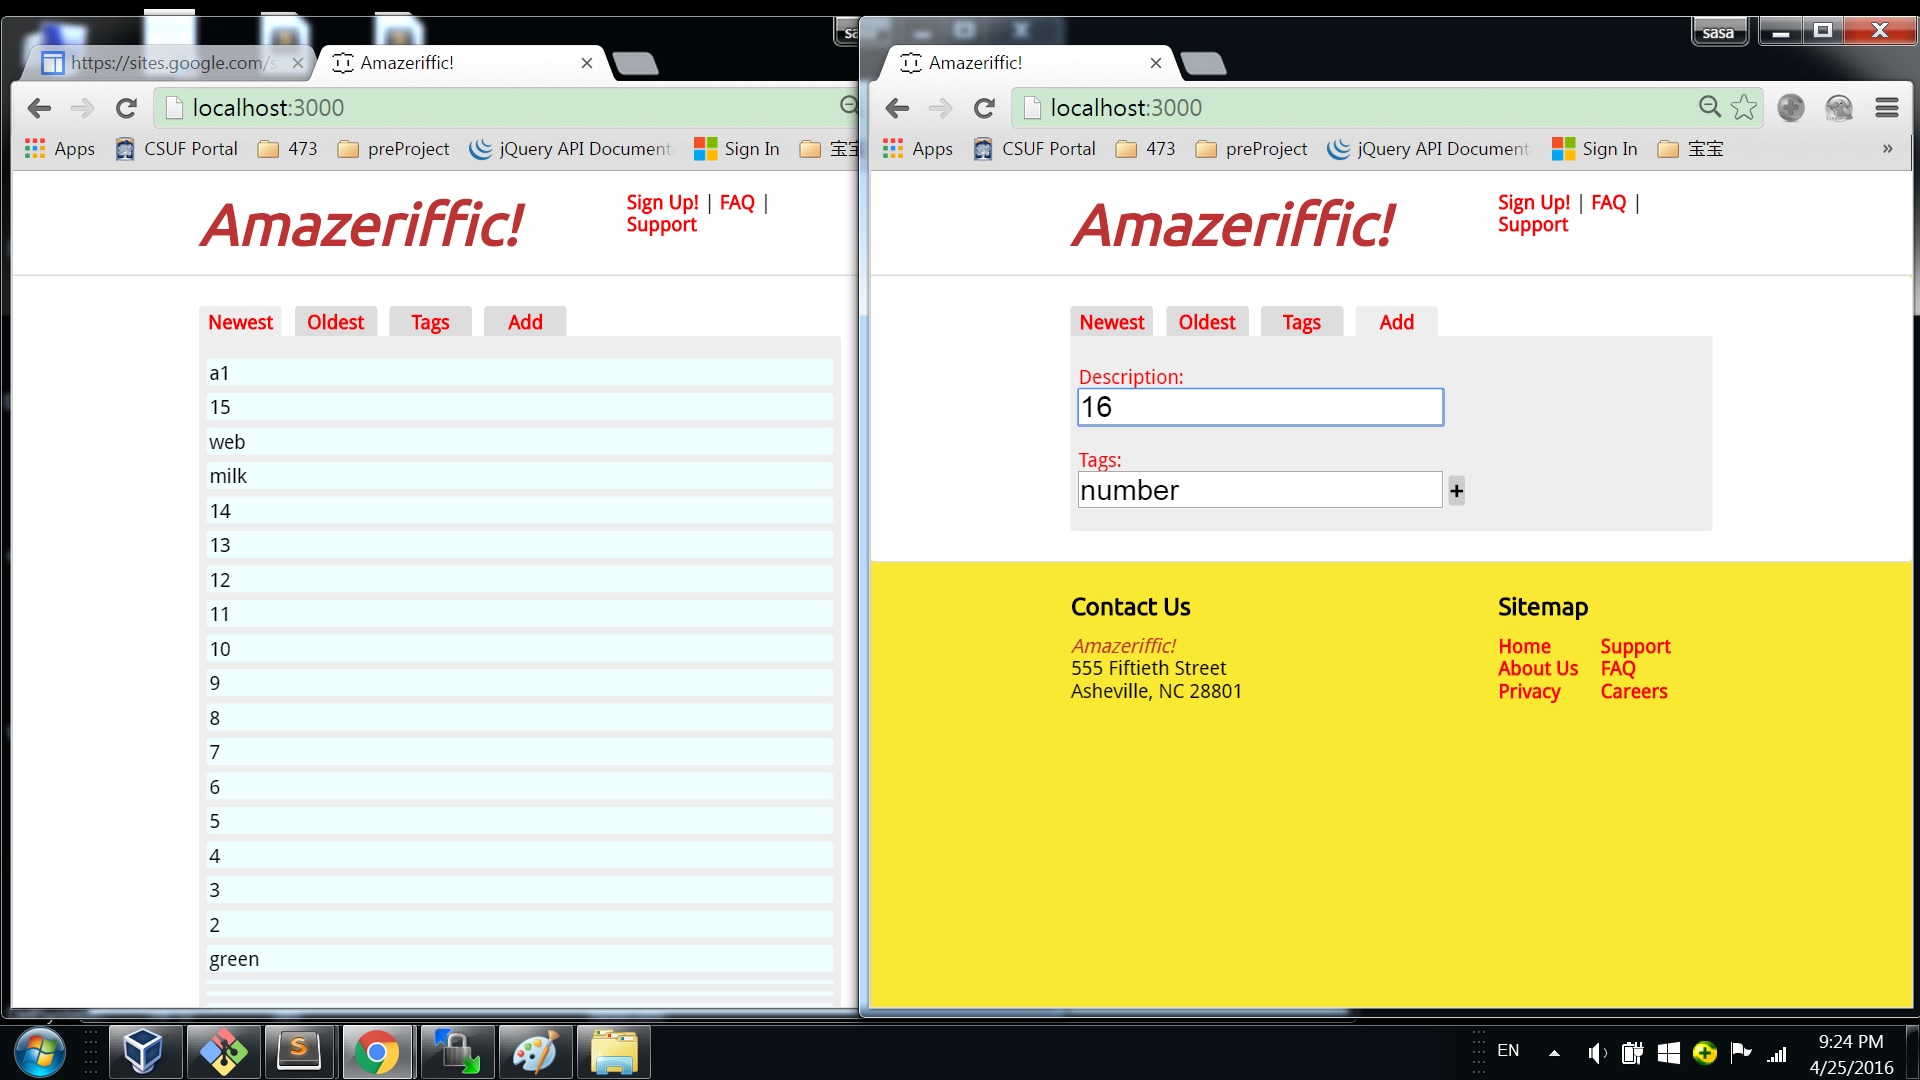 sa
https://sites.google.com/s
Amazeriffic!
localhost:3000
Apps CSUF Portal 473 preProject jQuery API Document Sign In
Amazeriffic!
Sign Up! | FAQ |
Support
Newest Oldest Tags Add
a1
15
web
milk
14
13
12
11
10
9
8
7
6
5
4
3
2
green
sasa
Amazeriffic!
localhost:3000
Apps CSUF Portal 473 preProject jQuery API Document Sign In 宝宝 »
Amazeriffic!
Sign Up! | FAQ |
Support
Newest Oldest Tags Add
Description:
16
Tags:
number +
Contact Us
Amazeriffic!
555 Fiftieth Street
Asheville, NC 28801
Sitemap
Home Support
About Us FAQ
Privacy Careers
EN
9:24 PM
4/25/2016